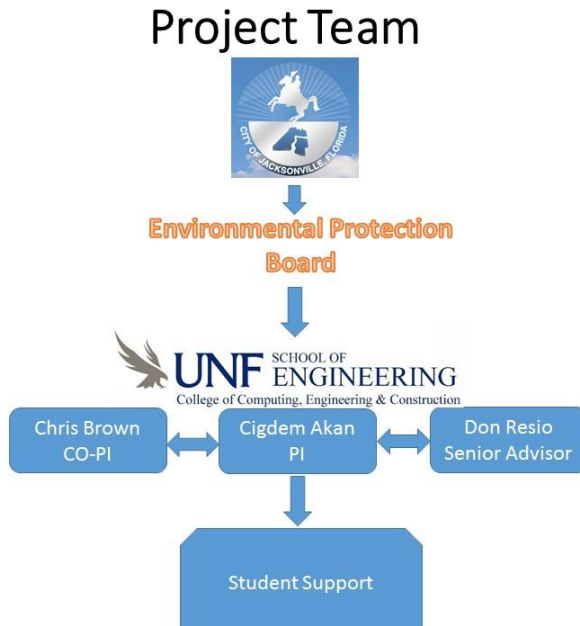 Project Team
CITY OF JACKSONVILLE, FLORIDA
Environmental Protection
Board
UNF SCHOOL OF
ENGINEERING
College of Computing, Engineering & Construction
Chris Brown
CO-PI
Cigdem Akan
PI
Don Resio
Senior Advisor
Student Support